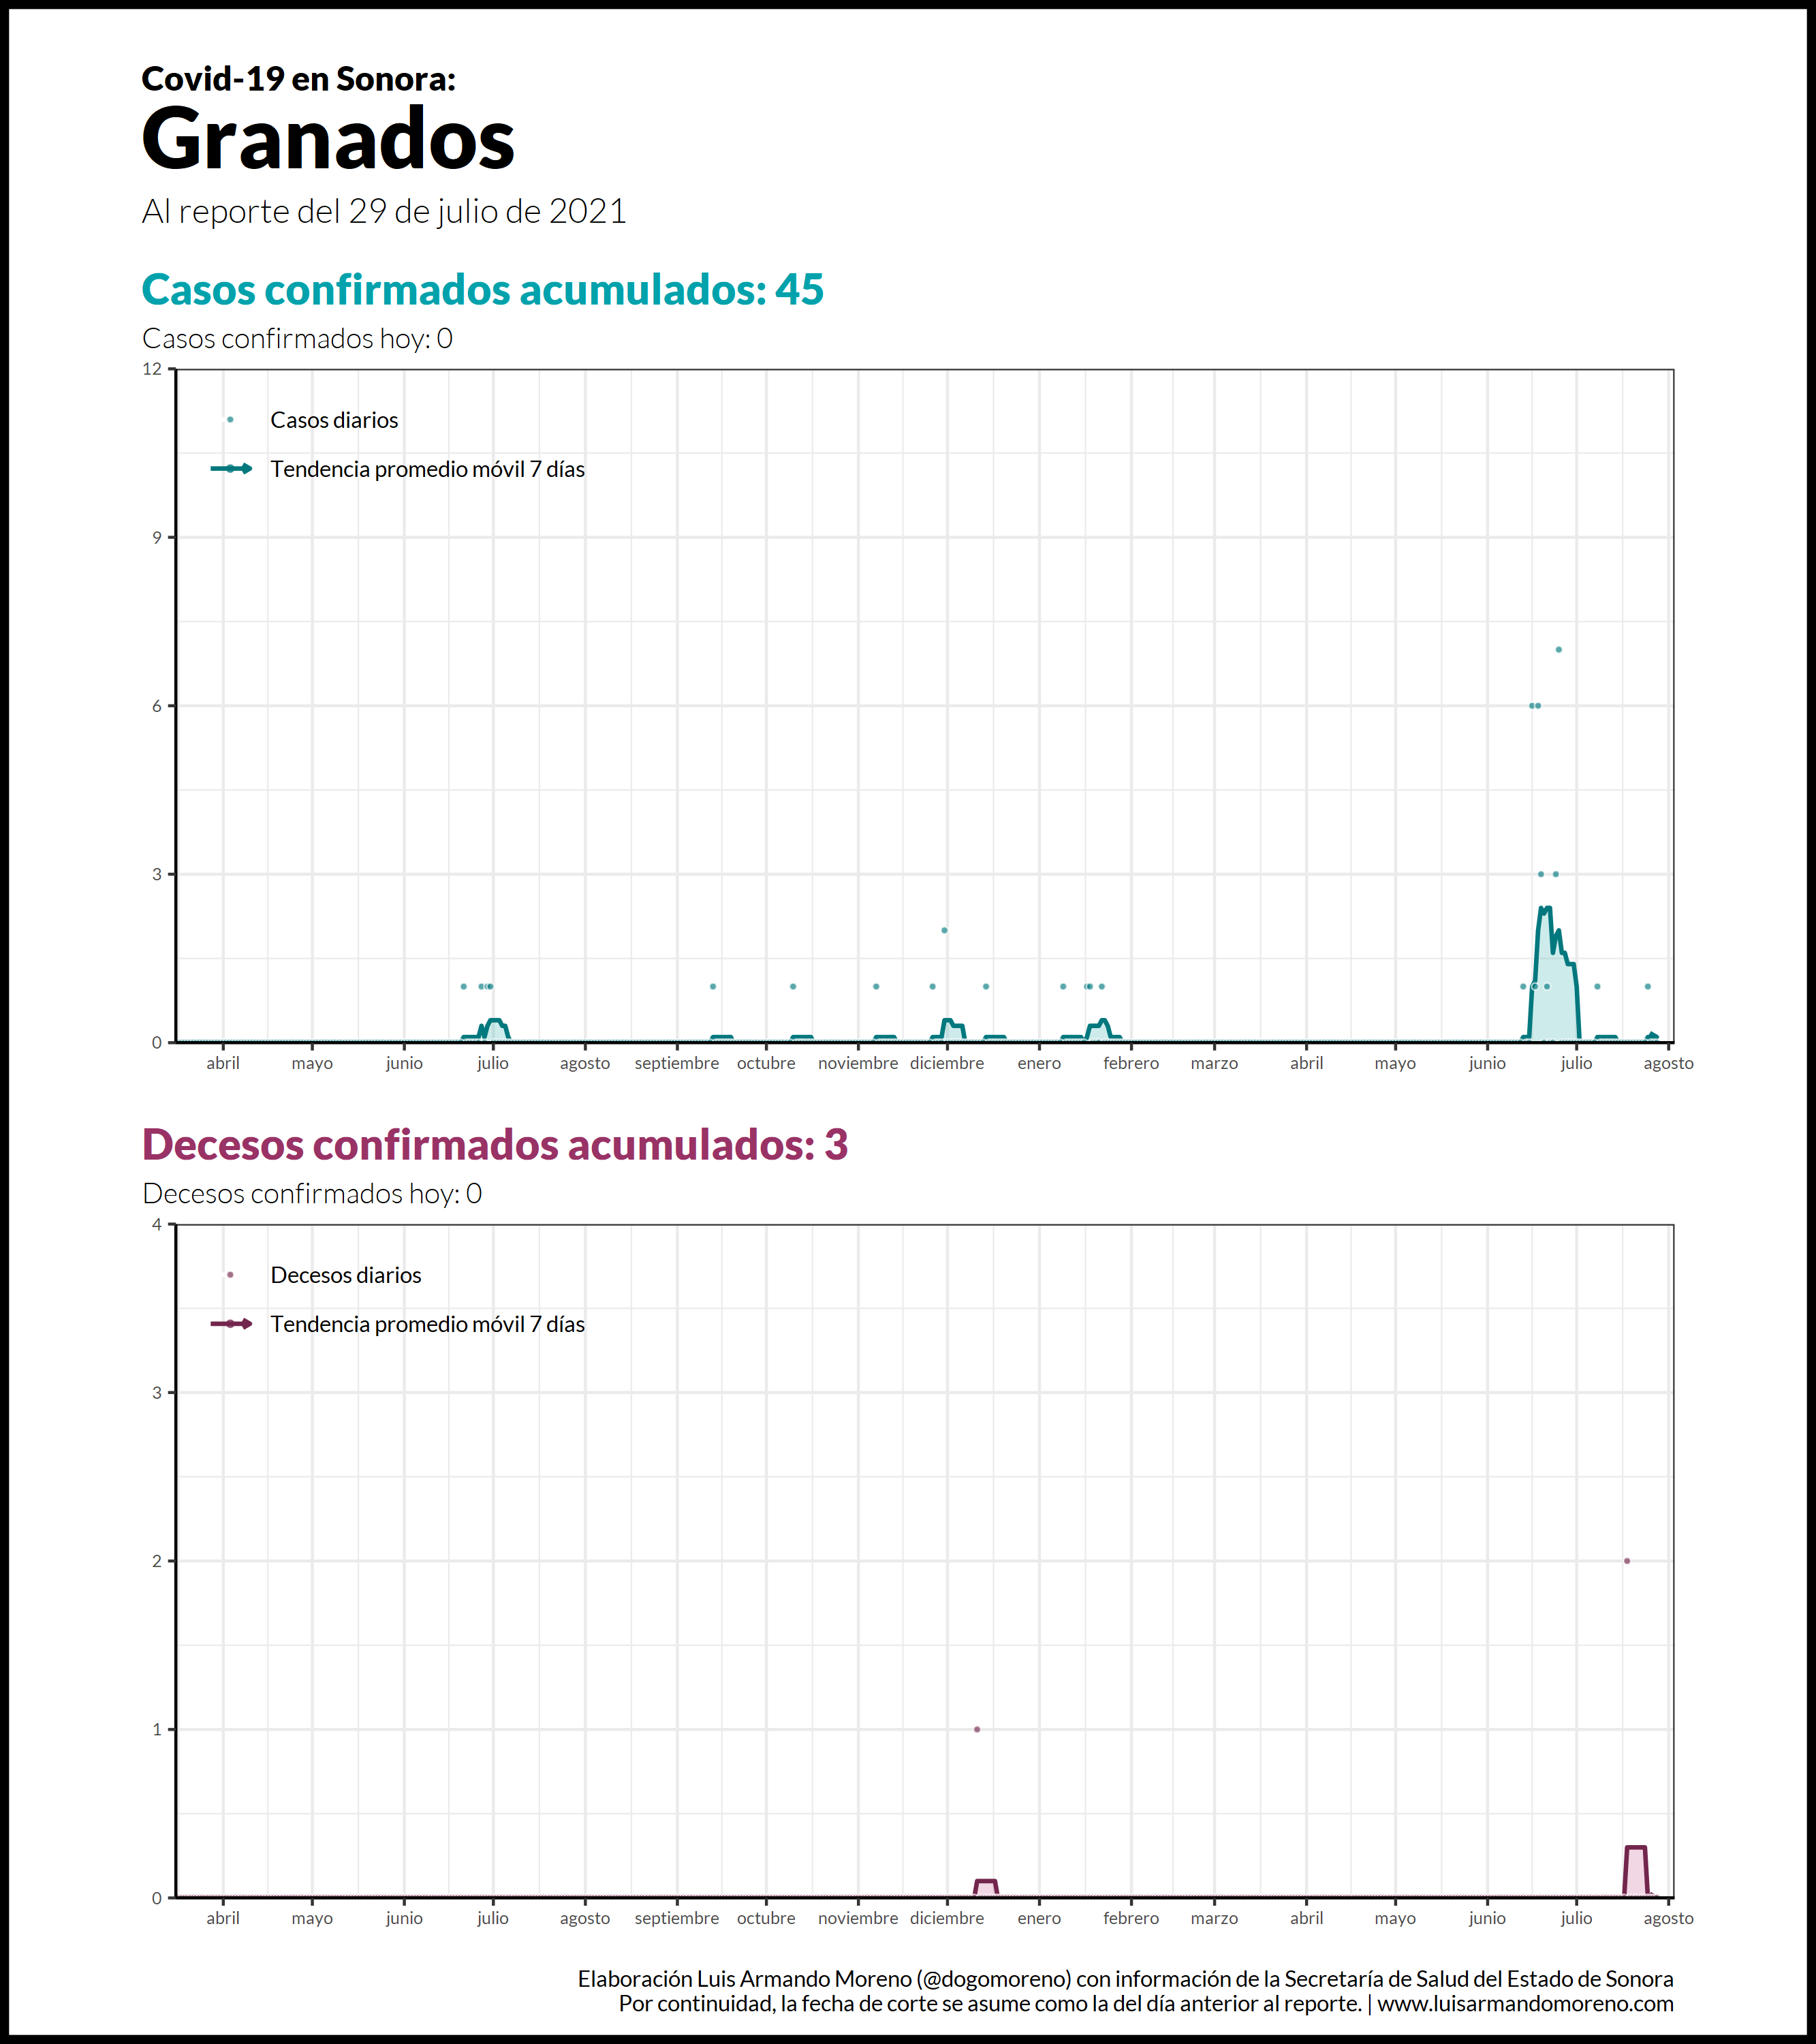 Covid-19 en Sonora:
Granados
Al reporte del 29 de julio de 2021
Casos confirmados acumulados: 45
Casos confirmados hoy: 0
12
Casos diarios
Tendencia promedio móvil 7 días
9
6
3
0
abril mayo junio julio agosto septiembre octubre noviembre diciembre enero febrero marzo abril mayo junio julio agosto
Decesos confirmados acumulados: 3
Decesos confirmados hoy: 0
4
Decesos diarios
Tendencia promedio móvil 7 días
3
2
1
0
abril mayo junio julio agosto septiembre octubre noviembre diciembre enero febrero marzo abril mayo junio julio agosto
Elaboración Luis Armando Moreno (@dogomoreno) con información de la Secretaría de Salud del Estado de Sonora
Por continuidad, la fecha de corte se asume como la del día anterior al reporte. | www.luisarmandomoreno.com